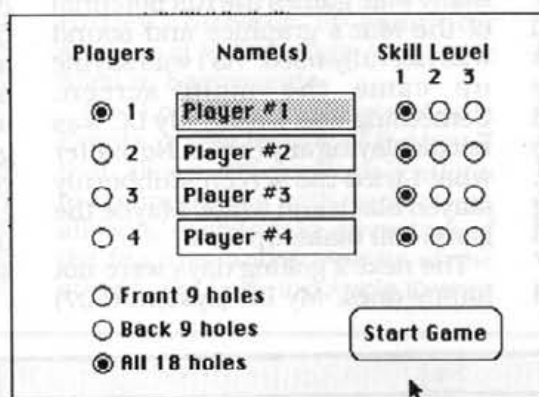 Players Name(s) Skill Level
1 2 3
1 Player #1
2 Player #2
3 Player #3
4 Player #4
Front 9 holes
Back 9 holes
All 18 holes
Start Game